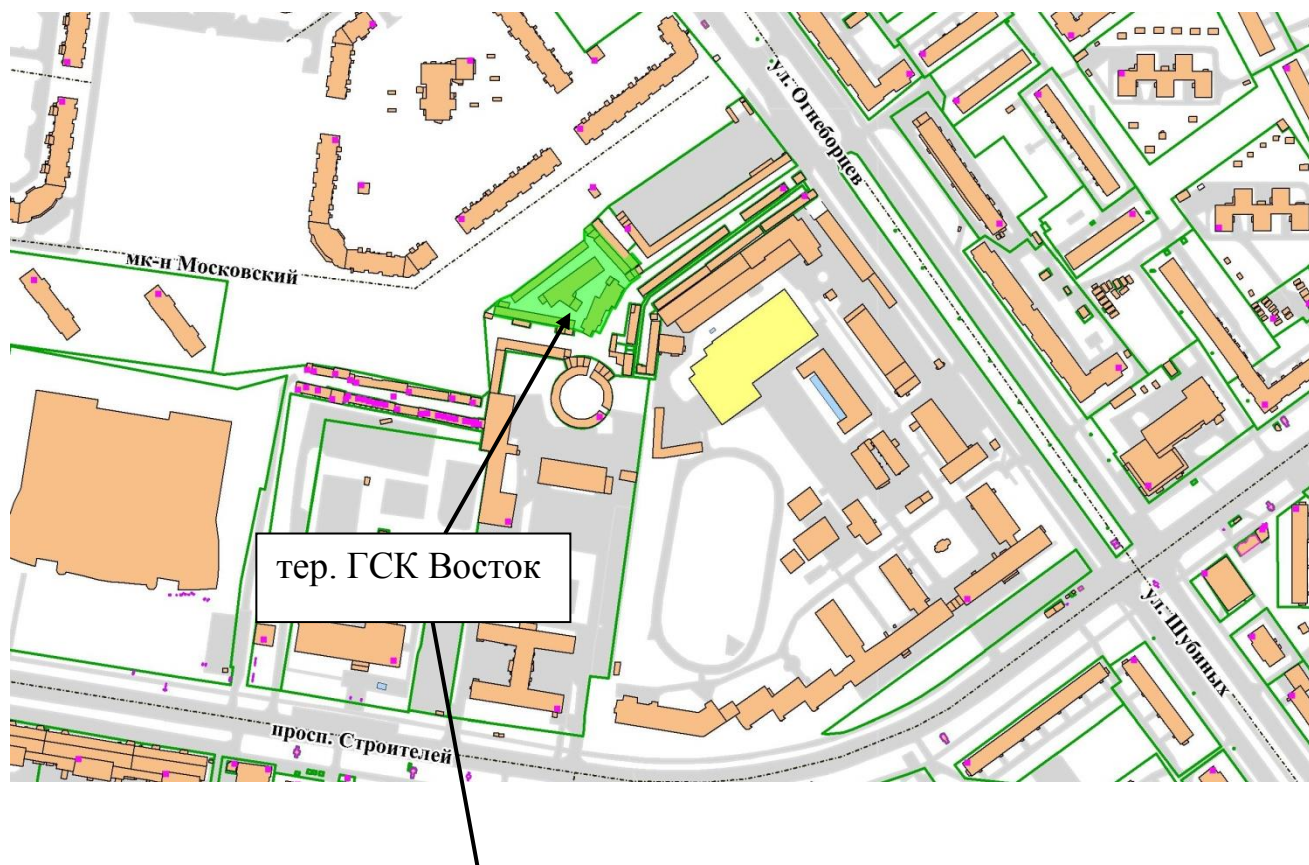 ул. Огнеборцев
мк-н Московский
тер. ГСК Восток
ул. Шубиных
просп. Строителей